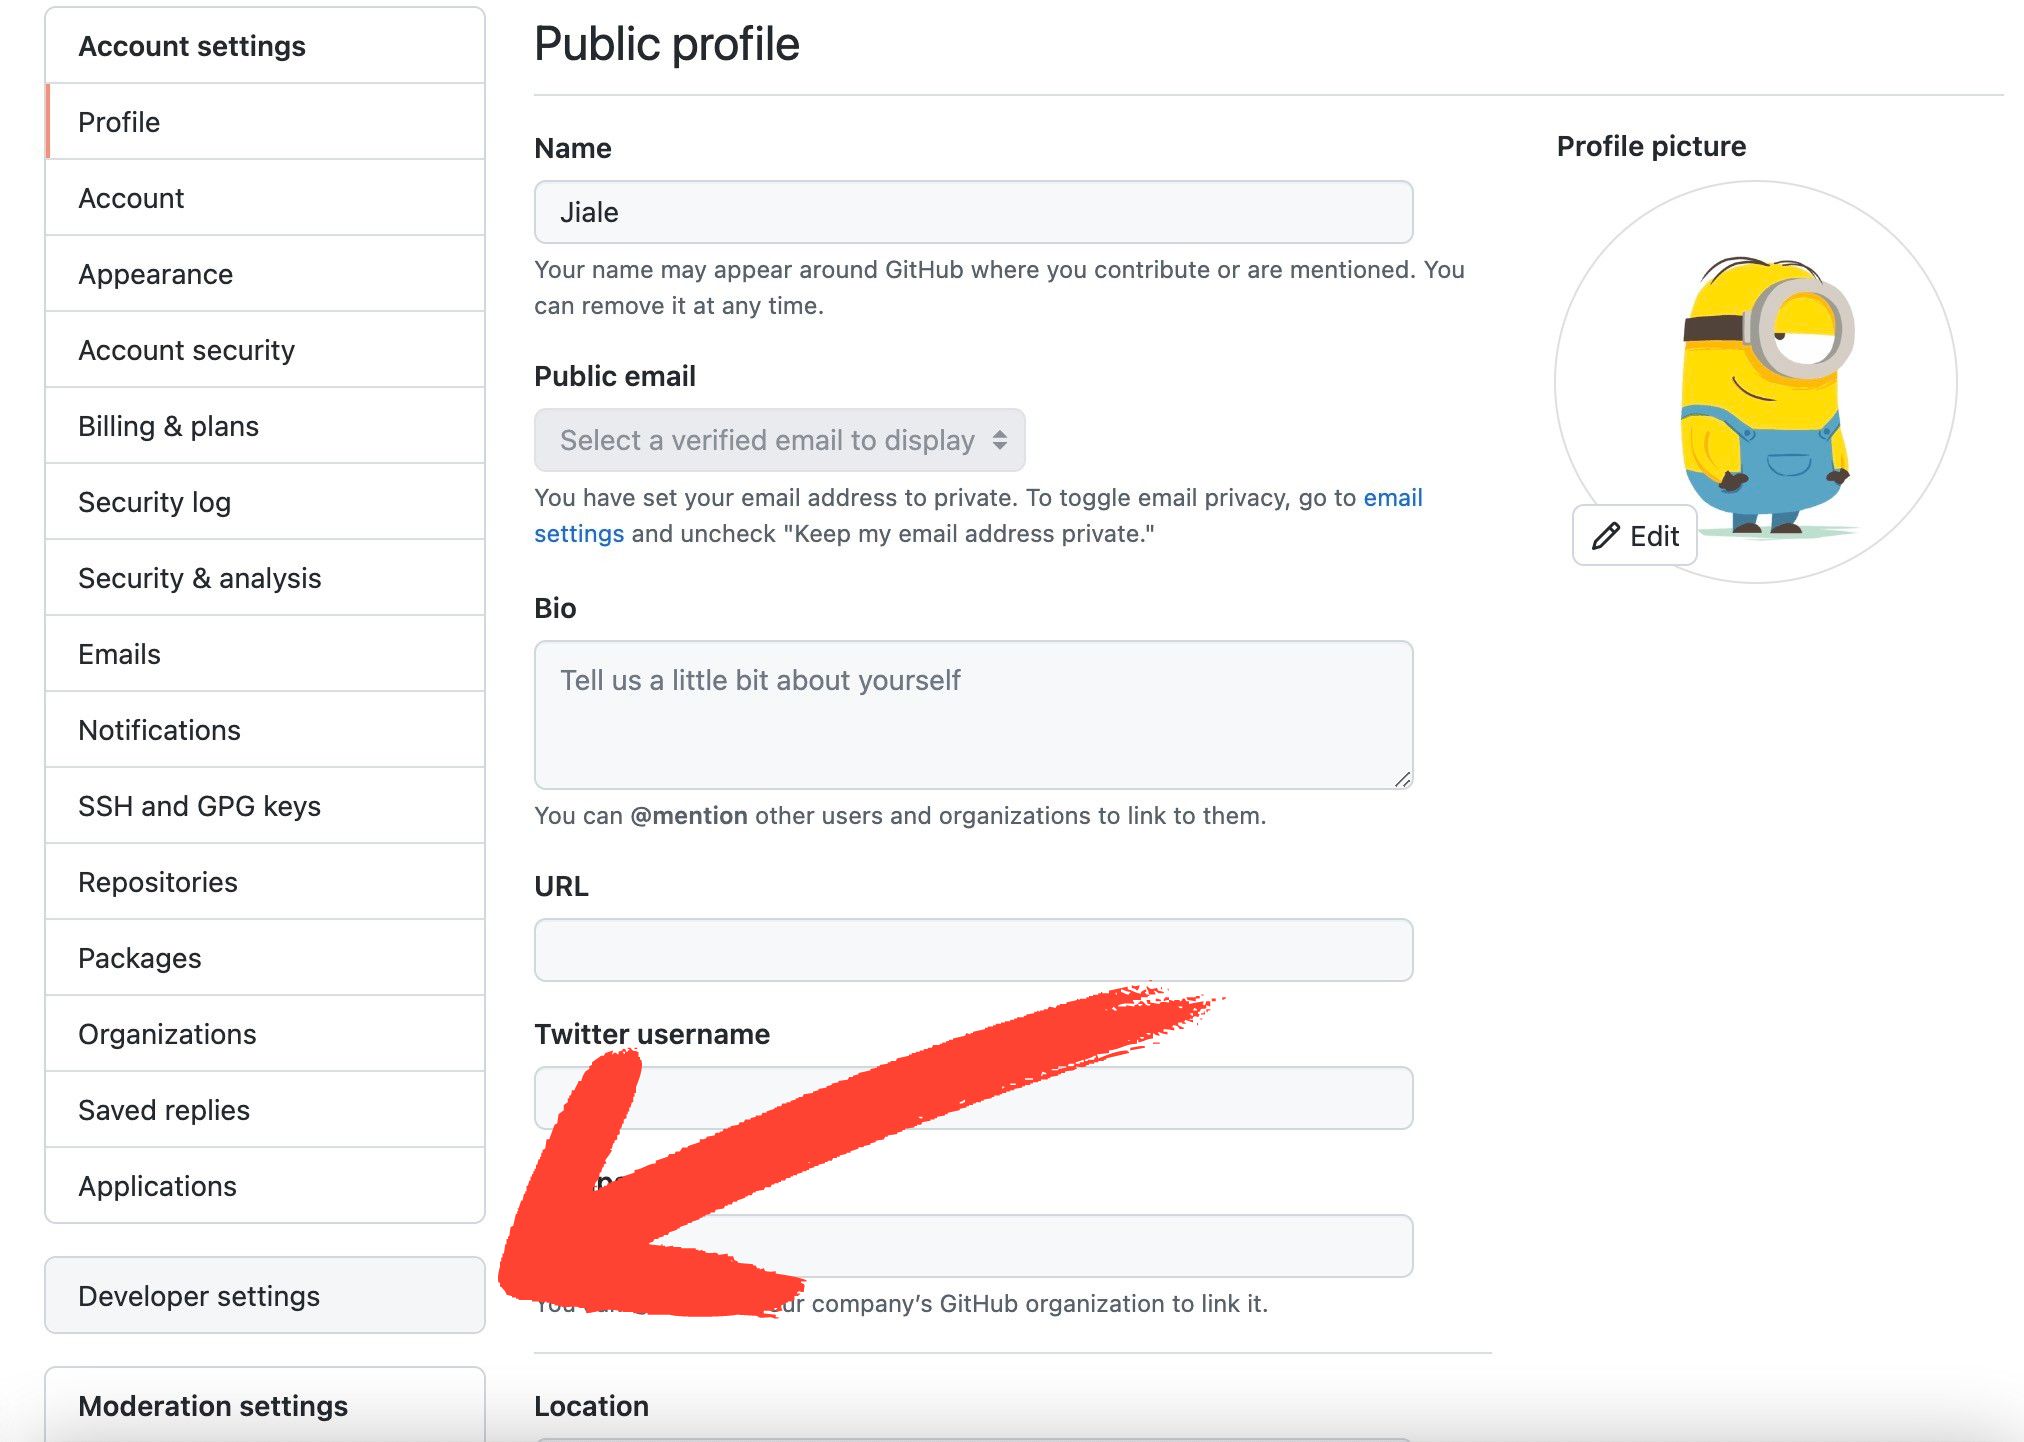 Account settings
Profile
Account
Appearance
Account security
Billing & plans
Security log
Security & analysis
Emails
Notifications
SSH and GPG keys
Repositories
Packages
Organizations
Saved replies
Applications
Developer settings
Moderation settings
Public profile
Name
Jiale
Your name may appear around GitHub where you contribute or are mentioned. You
can remove it at any time.
Public email
Select a verified email to display
You have set your email address to private. To toggle email privacy, go to email
settings and uncheck "Keep my email address private."
Bio
Tell us a little bit about yourself
You can @mention other users and organizations to link to them.
URL
Twitter username
company’s GitHub organization to link it.
Location
Profile picture
Edit